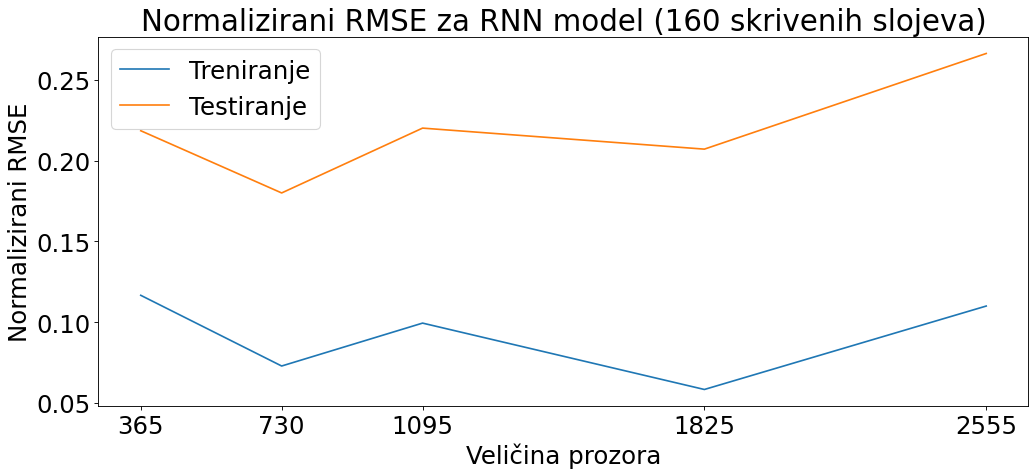 Normalizirani RMSE za RNN model (160 skrivenih slojeva)
Treniranje
Testiranje
Normalizirani RMSE
0.25
0.20
0.15
0.10
0.05
365 730 1095 1825 2555
Veličina prozora